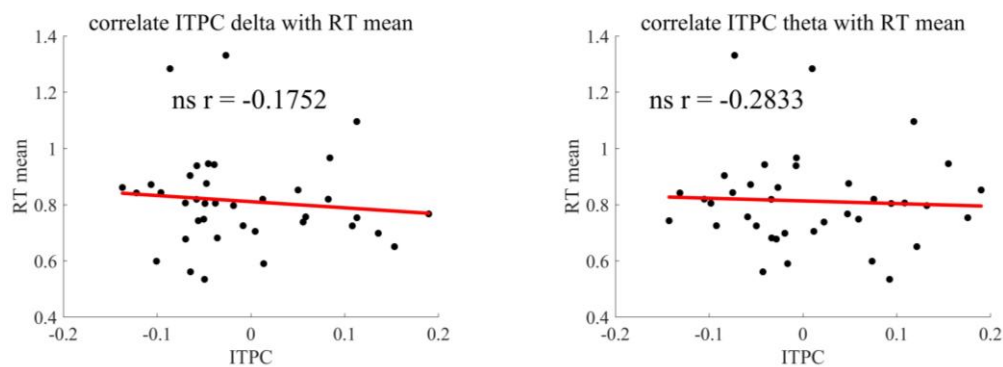 correlate ITPC delta with RT mean
1.4
1.2
1
0.8
0.6
0.4
RT mean
ns r = -0.1752
-0.2
-0.1
0
0.1
0.2
ITPC
correlate ITPC theta with RT mean
1.4
1.2
1
0.8
0.6
0.4
RT mean
ns r = -0.2833
-0.2
-0.1
0
0.1
0.2
ITPC